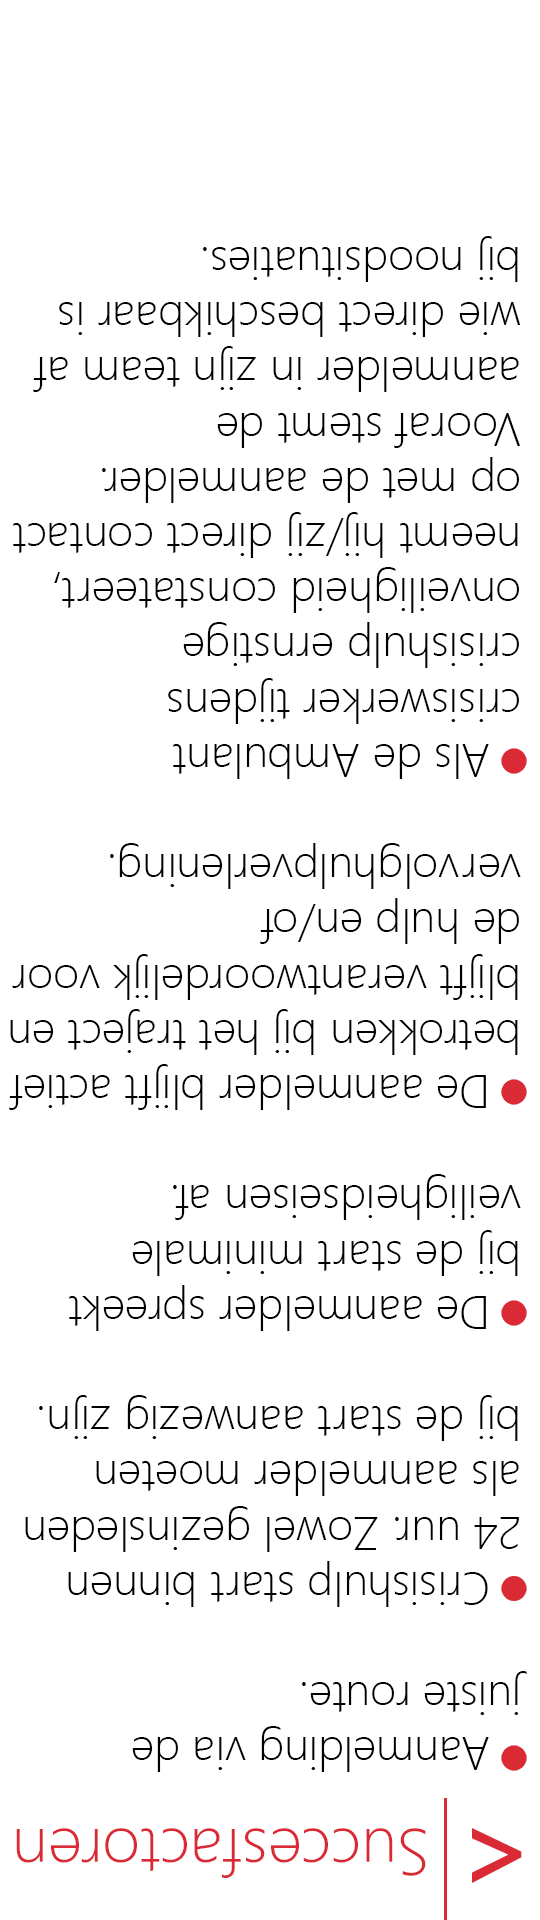 > Succesfactoren
● Aanmelding via de
juiste route.
● Crisishulp start binnen
24 uur. Zowel gezinsleden
als aanmelder moeten
bij de start aanwezig zijn.
● De aanmelder spreekt
bij de start minimale
veiligheidseisen af.
● De aanmelder blijft actief
betrokken bij het traject en
blijft verantwoordelijk voor
de hulp en/of
vervolghulpverlening.
● Als de Ambulant
crisiswerker tijdens
crisishulp ernstige
onveiligheid constateert,
neemt hij/zij direct contact
op met de aanmelder.
Vooraf stemt de
aanmelder in zijn team af
wie direct beschikbaar is
bij noodsituaties.